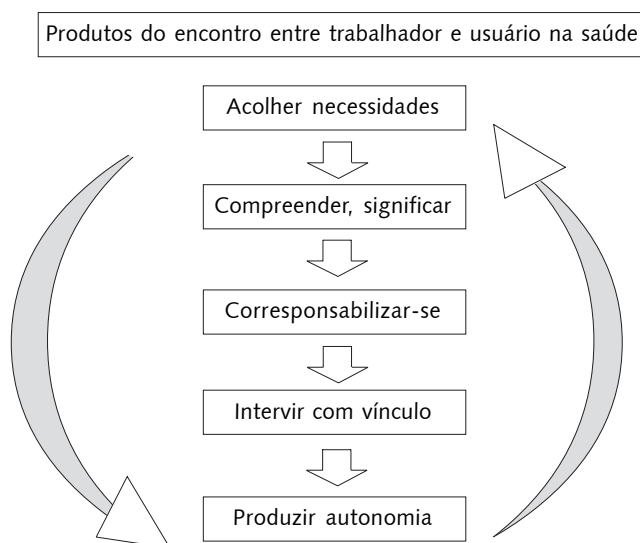 Produtos do encontro entre trabalhador e usuário na saúde
Acolher necessidades
Compreender, significar
Corresponsabilizar-se
Intervir com vínculo
Produzir autonomia